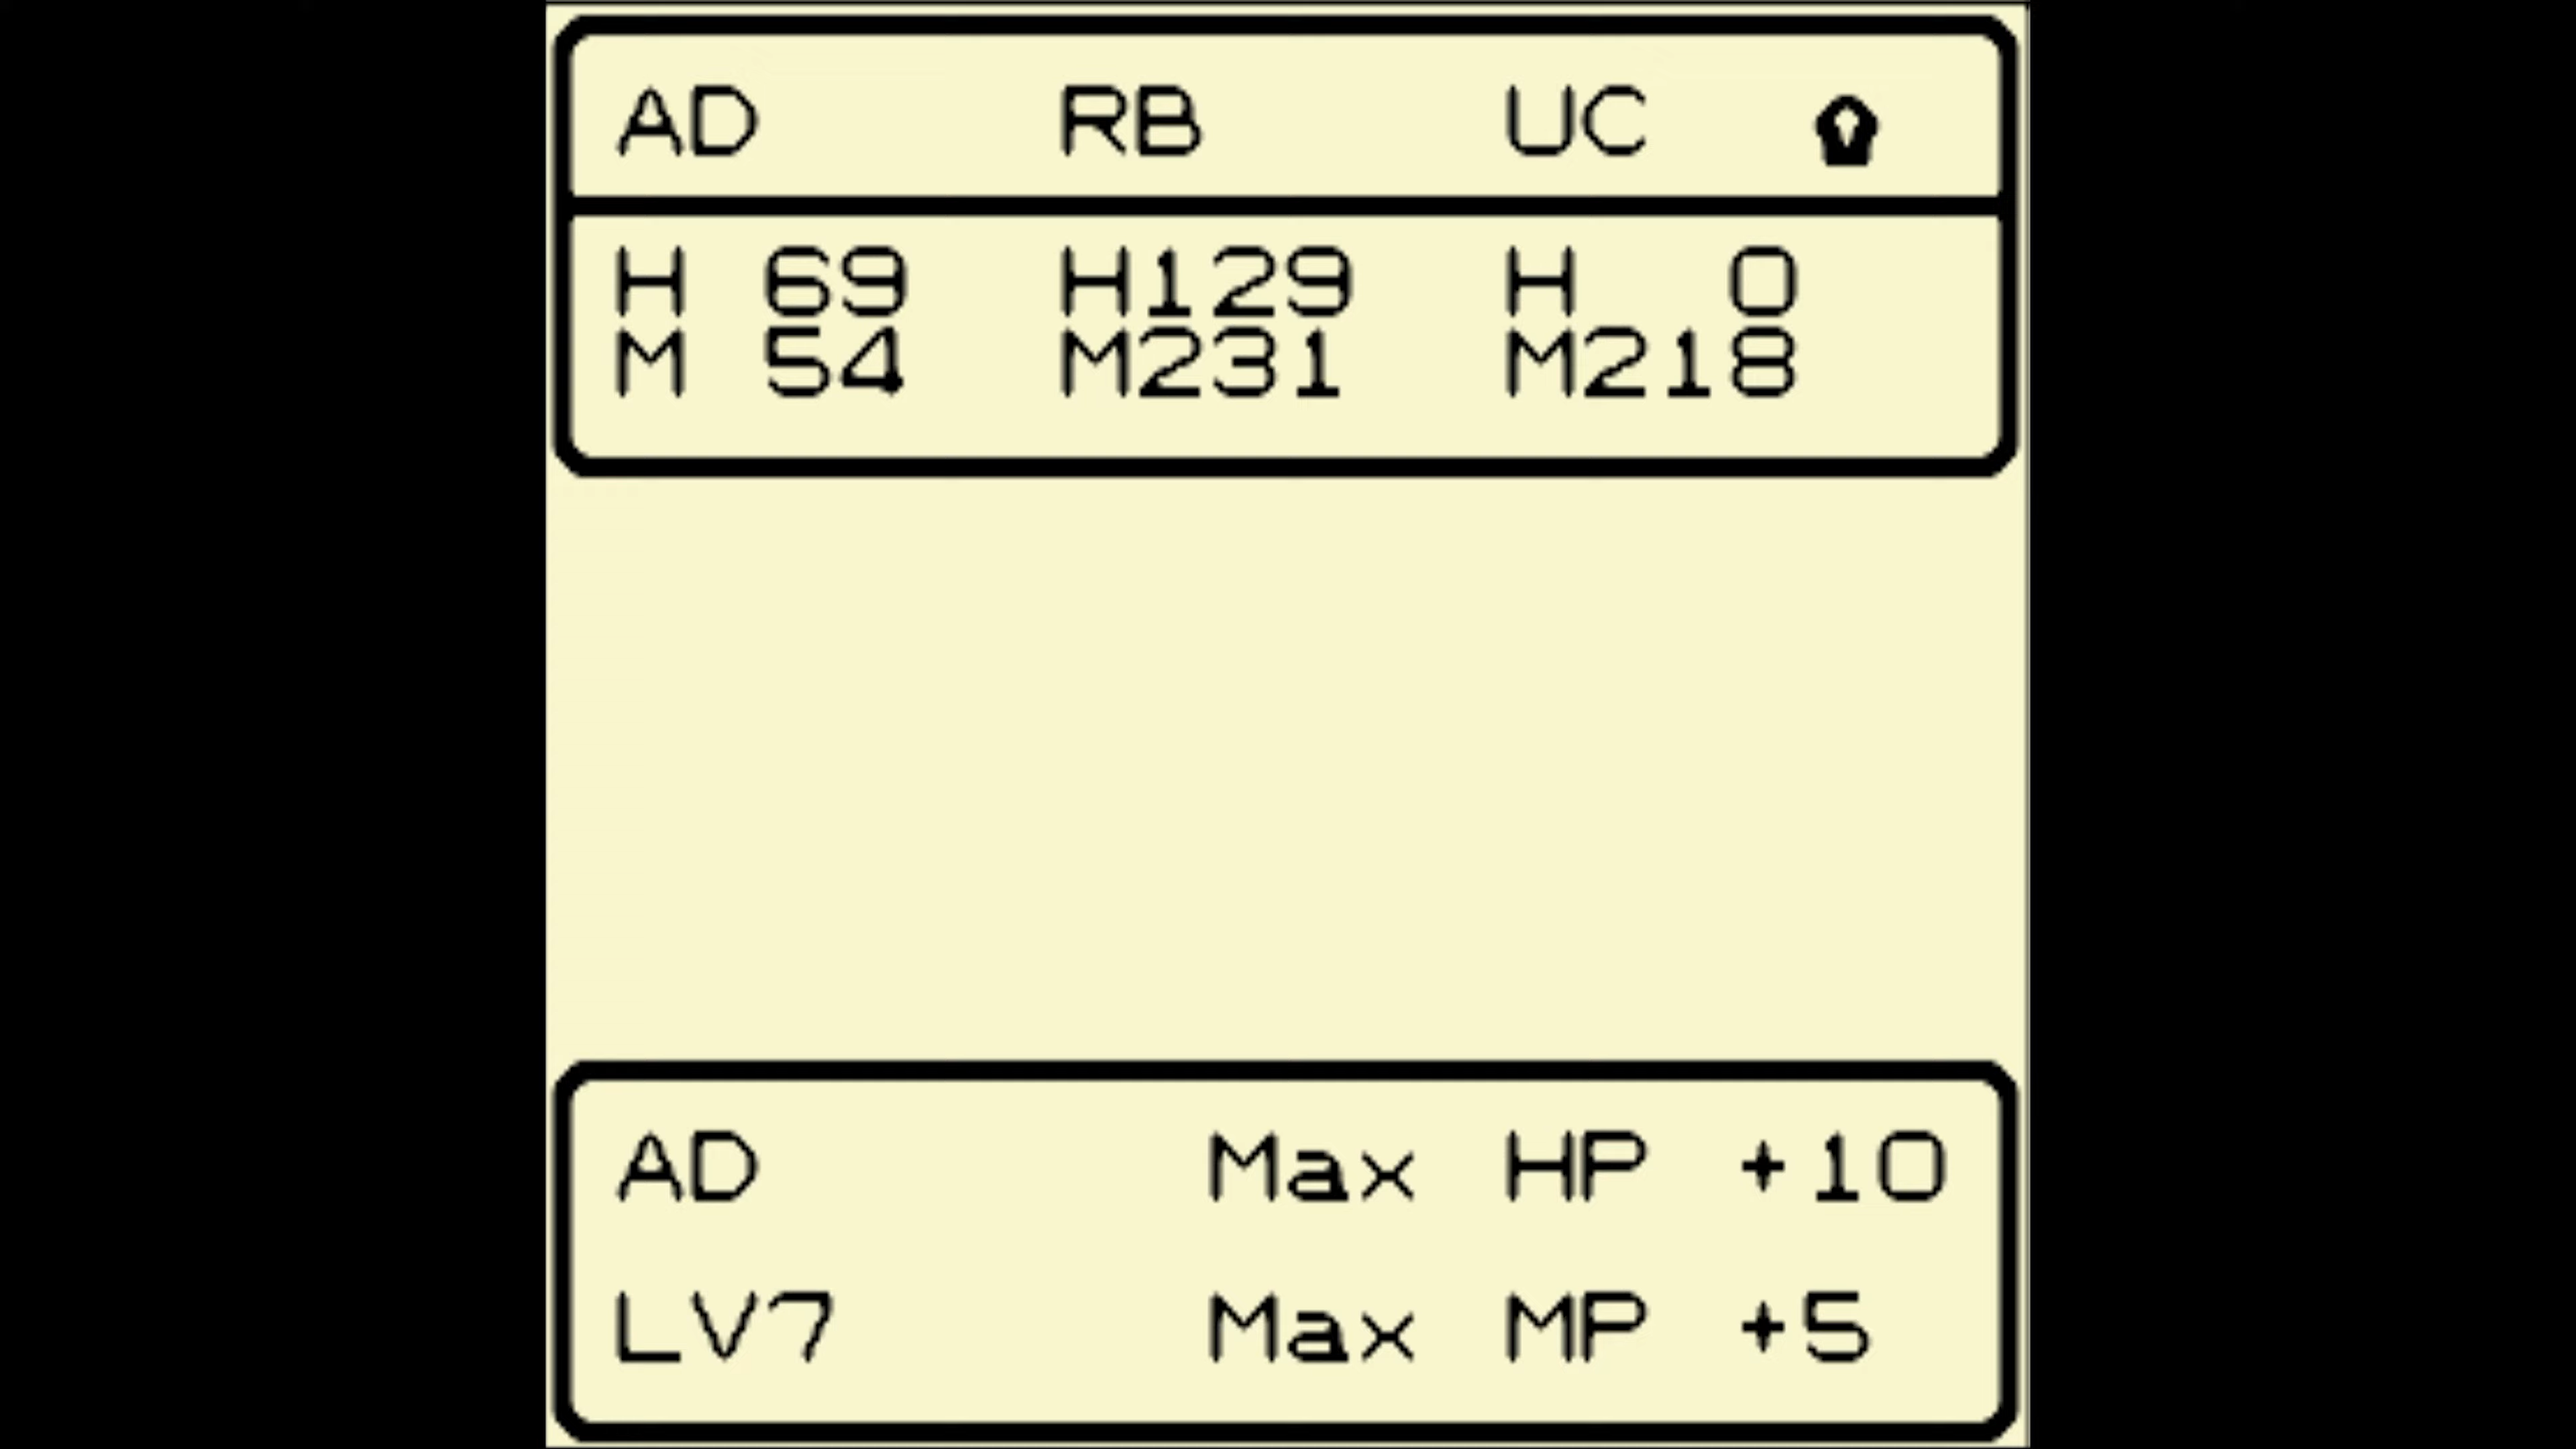 AD RB UC
H 69 H129 H 0
M 54 M231 M218
AD Max HP +10
LV7 Max MP +5